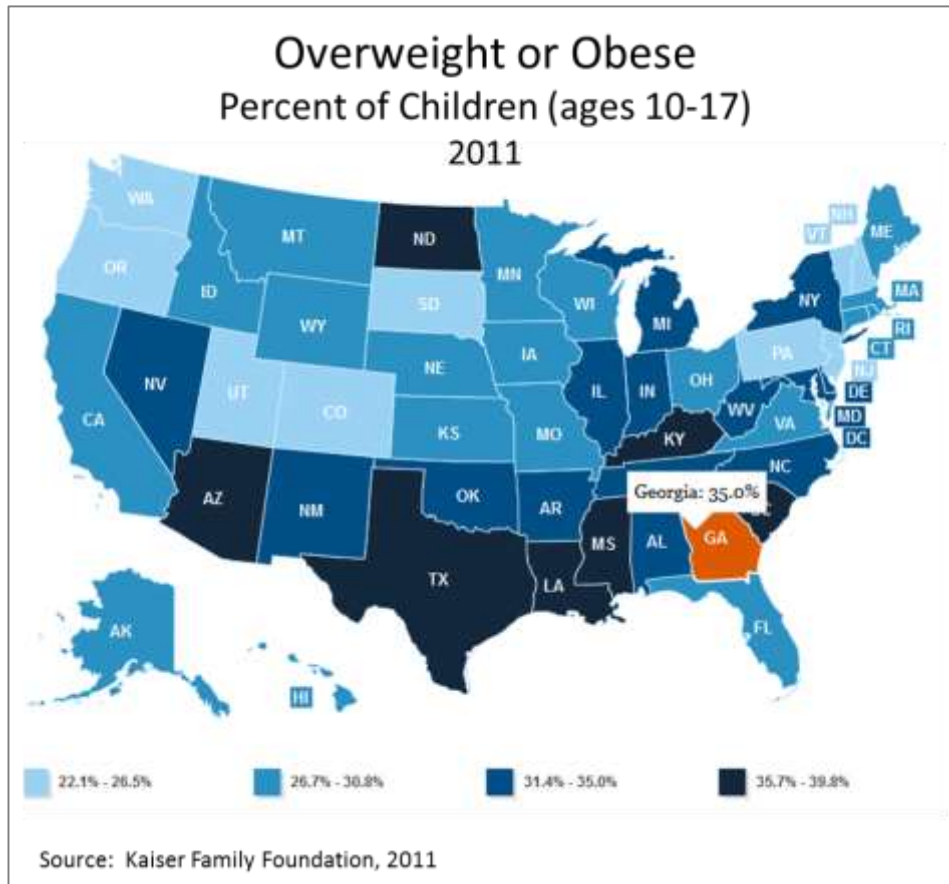 Overweight or Obese
Percent of Children (ages 10-17)
2011
WA
MT
ND
MN
OR
ID
SD
WI
WY
MI
NY
VT
NH
ME
MA
RI
CT
NV
UT
CO
NE
IA
IL
IN
OH
PA
NJ
CA
KS
MO
KY
WV
VA
DE
MD
DC
AZ
NM
OK
AR
NC
Georgia: 35.0%
TX
LA
MS
AL
GA
FL
AK
HI
22.1% - 26.5%
26.7% - 30.8%
31.4% - 35.0%
35.7% - 39.8%
Source: Kaiser Family Foundation, 2011